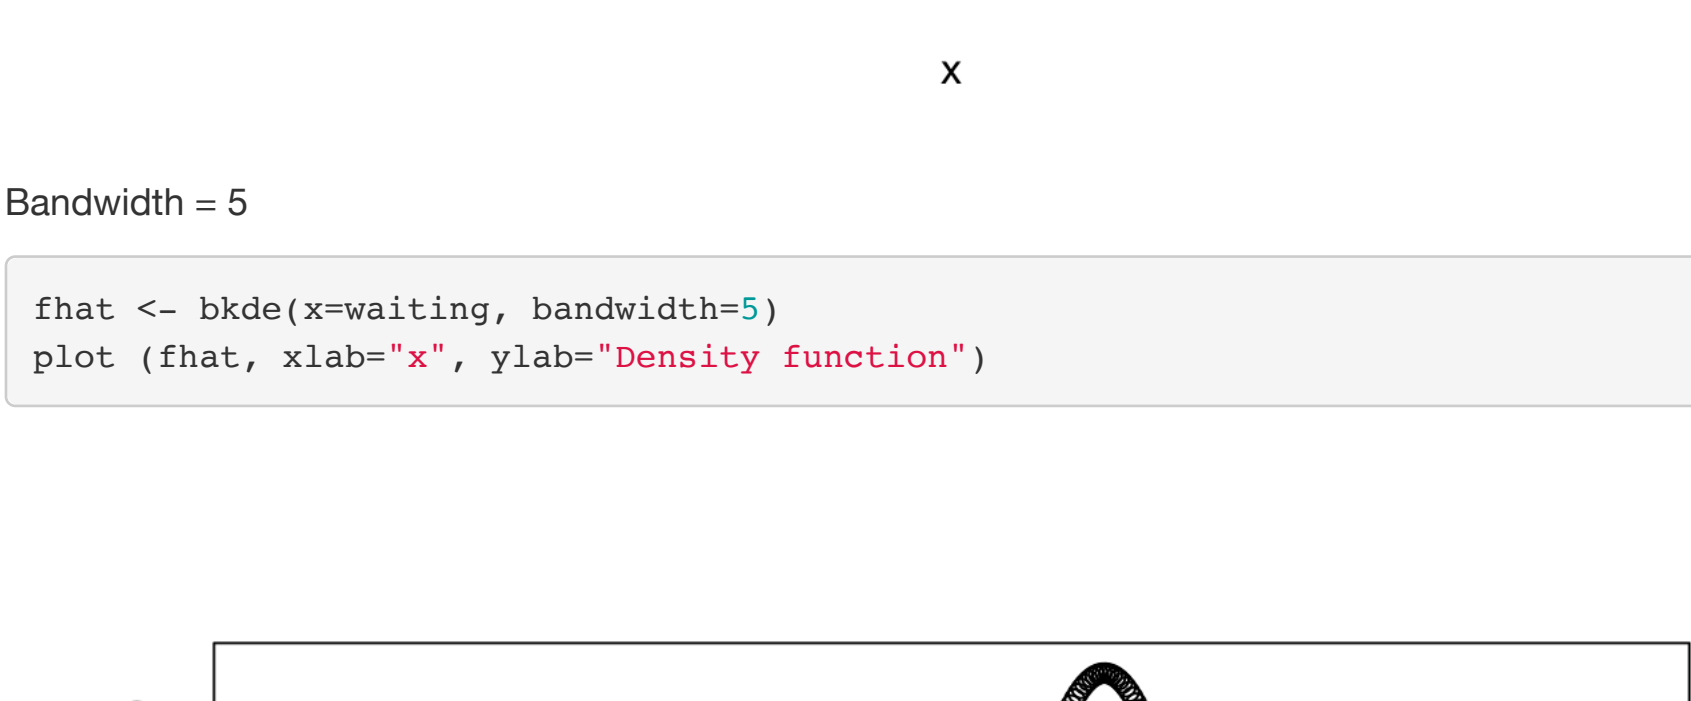 x
Bandwidth = 5
fhat <- bkde(x=waiting, bandwidth=5)
plot (fhat, xlab="x", ylab="Density function")